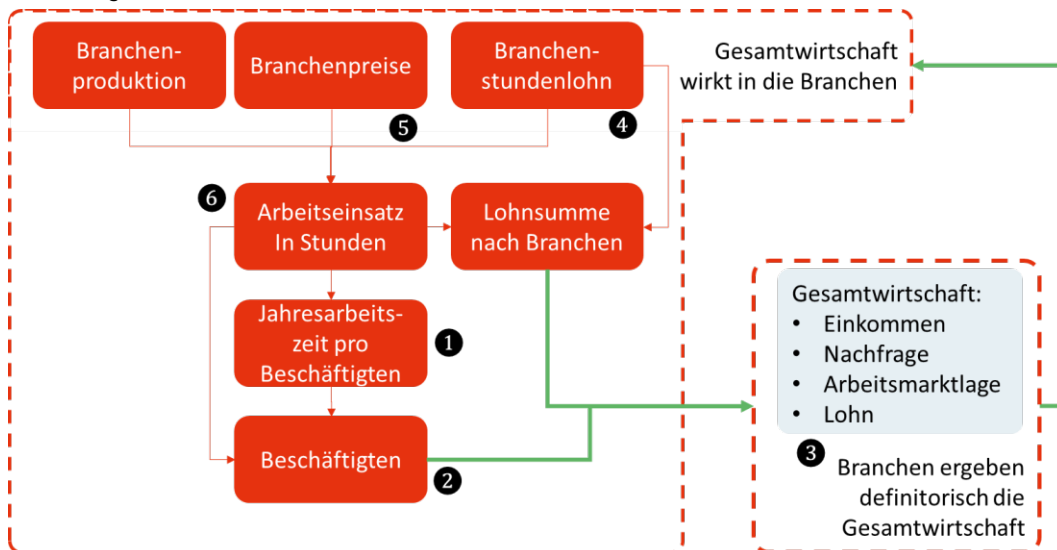 Branchen-
produktion
Branchenpreise
Branchen-
stundenlohn
Gesamtwirtschaft
wirkt in die Branchen
5
4
6
Arbeitseinsatz
In Stunden
Lohnsumme
nach Branchen
Jahresarbeits-
zeit pro
Beschäftigten
1
Beschäftigten
2
Gesamtwirtschaft:
• Einkommen
• Nachfrage
• Arbeitsmarktlage
• Lohn
3
Branchen ergeben
definitorisch die
Gesamtwirtschaft